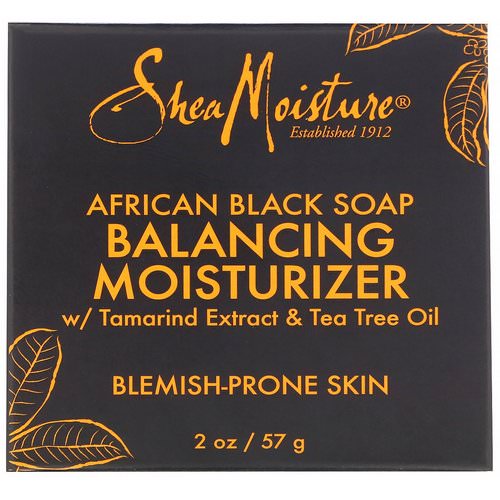 SheaMoisture®
Established 1912
AFRICAN BLACK SOAP
BALANCING
MOISTURIZER
w/ Tamarind Extract & Tea Tree Oil
BLEMISH-PRONE SKIN
2 oz / 57 g